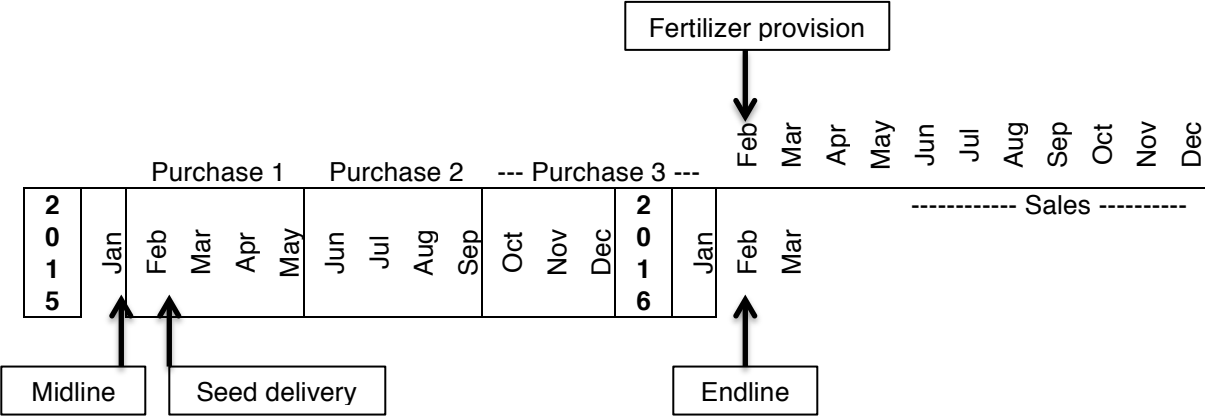 Fertilizer provision
Feb Mar Apr May Jun Jul Aug Sep Oct Nov Dec
Purchase 1 Purchase 2 --- Purchase 3 ---
2015 Jan Feb Mar Apr May Jun Jul Aug Sep Oct Nov Dec 2016 Jan Feb Mar
------------ Sales ----------
Midline Seed delivery Endline